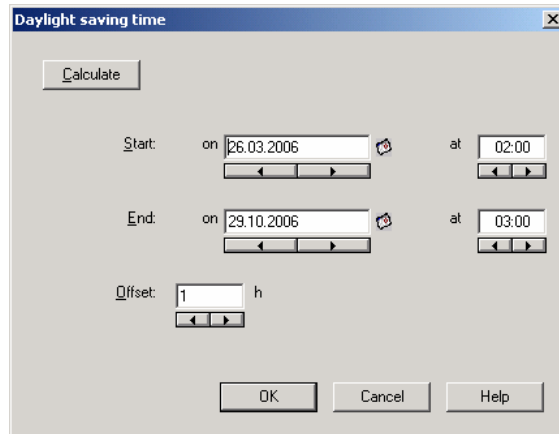 Daylight saving time
Calculate
Start: on 26.03.2006 at 02:00
End: on 29.10.2006 at 03:00
Offset: 1 h
OK Cancel Help